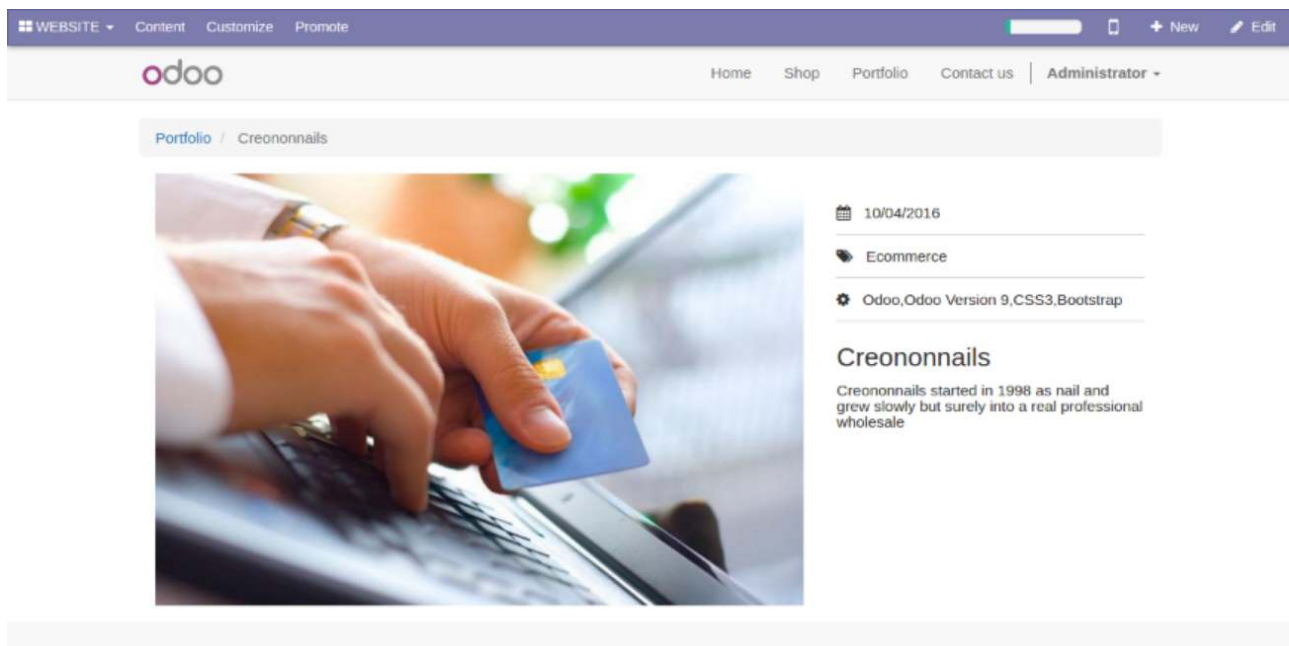 WEBSITE Content Customize Promote New Edit
odoo Home Shop Portfolio Contact us Administrator
Portfolio / Creononnails
10/04/2016
Ecommerce
Odoo,Odoo Version 9,CSS3,Bootstrap
Creononnails
Creononnails started in 1998 as nail and
grew slowly but surely into a real professional
wholesale